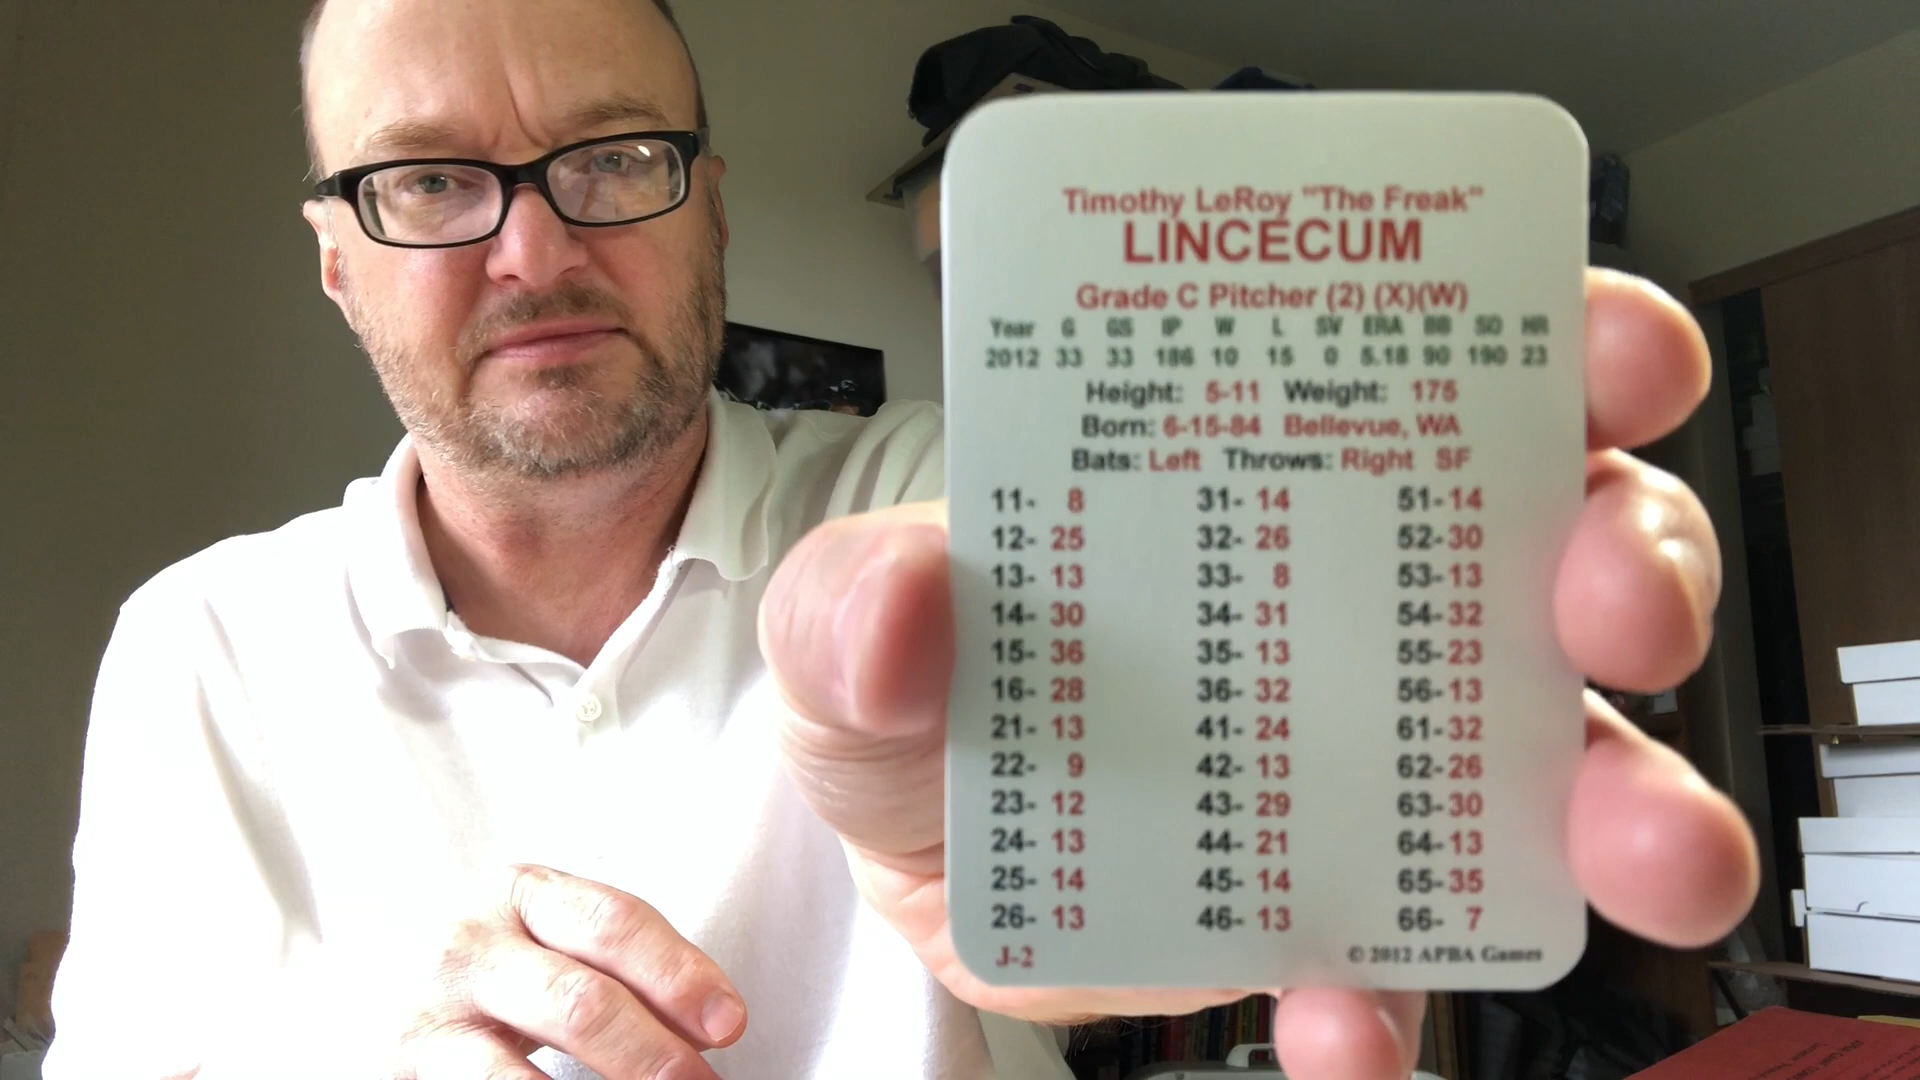 Timothy LeRoy "The Freak"
LINCECUM
Grade C Pitcher (2) (X)(W)
Year G GS IP W L SV ERA BB SO HR
2012 33 33 186 10 15 0 5.18 90 190 23
Height: 5-11 Weight: 175
Born: 6-15-84 Bellevue, WA
Bats: Left Throws: Right SF
11- 8 31- 14 51- 14
12- 25 32- 26 52- 30
13- 13 33- 8 53- 13
14- 30 34- 31 54- 32
15- 36 35- 13 55- 23
16- 28 36- 32 56- 13
21- 13 41- 24 61- 32
22- 9 42- 13 62- 26
23- 12 43- 29 63- 30
24- 13 44- 21 64- 13
25- 14 45- 14 65- 35
26- 13 46- 13 66- 7
J-2 © 2012 APBA Games